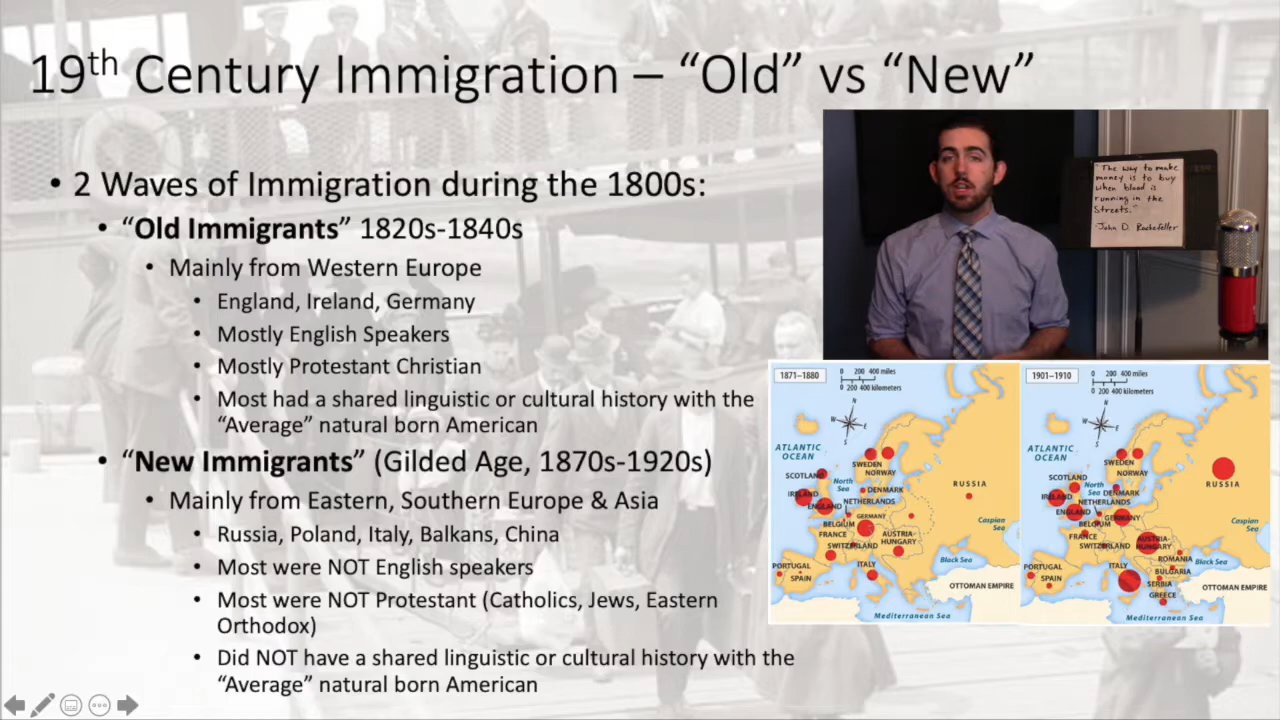 19th Century Immigration – “Old” vs “New”
• 2 Waves of Immigration during the 1800s:
• “Old Immigrants” 1820s-1840s
• Mainly from Western Europe
• England, Ireland, Germany
• Mostly English Speakers
• Mostly Protestant Christian
• Most had a shared linguistic or cultural history with the
“Average” natural born American
• “New Immigrants” (Gilded Age, 1870s-1920s)
• Mainly from Eastern, Southern Europe & Asia
• Russia, Poland, Italy, Balkans, China
• Most were NOT English speakers
• Most were NOT Protestant (Catholics, Jews, Eastern
Orthodox)
• Did NOT have a shared linguistic or cultural history with the
“Average” natural born American
"The way to make
money is to buy
when blood is
running in the
Streets."
-John D. Rockefeller
1871–1880
0 200 400 miles
0 200 400 kilometers
N
W E
S
ATLANTIC
OCEAN
SWEDEN
NORWAY
SCOTLAND
North
Sea
DENMARK
RUSSIA
IRELAND
ENGLAND
NETHERLANDS
GERMANY
BELGIUM
Caspian
Sea
FRANCE
AUSTRIA-
HUNGARY
SWITZERLAND
Black Sea
PORTUGAL
ITALY
SPAIN
OTTOMAN EMPIRE
Mediterranean Sea
1901–1910
0 200 400 miles
0 200 400 kilometers
N
W E
S
ATLANTIC
OCEAN
SWEDEN
NORWAY
SCOTLAND
North
Sea
DENMARK
RUSSIA
IRELAND
NETHERLANDS
ENGLAND
GERMANY
BELGIUM
Caspian
Sea
FRANCE
AUSTRIA-
HUNGARY
SWITZERLAND
ROMANIA
Black Sea
PORTUGAL
ITALY
BULGARIA
SPAIN
SERBIA
OTTOMAN EMPIRE
GREECE
Mediterranean Sea